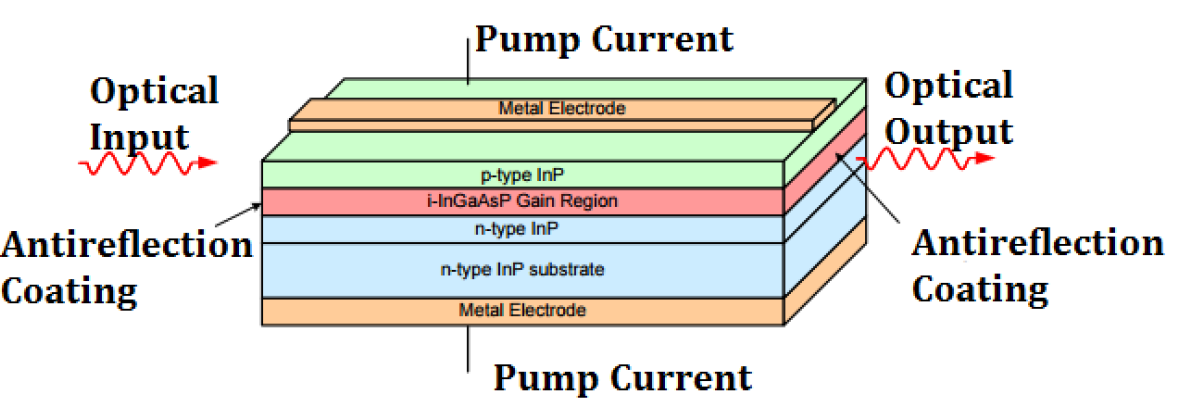 Pump Current
Optical
Input
Metal Electrode
Optical
Output
p-type InP
i-InGaAsP Gain Region
n-type InP
n-type InP substrate
Metal Electrode
Antireflection
Coating
Antireflection
Coating
Pump Current